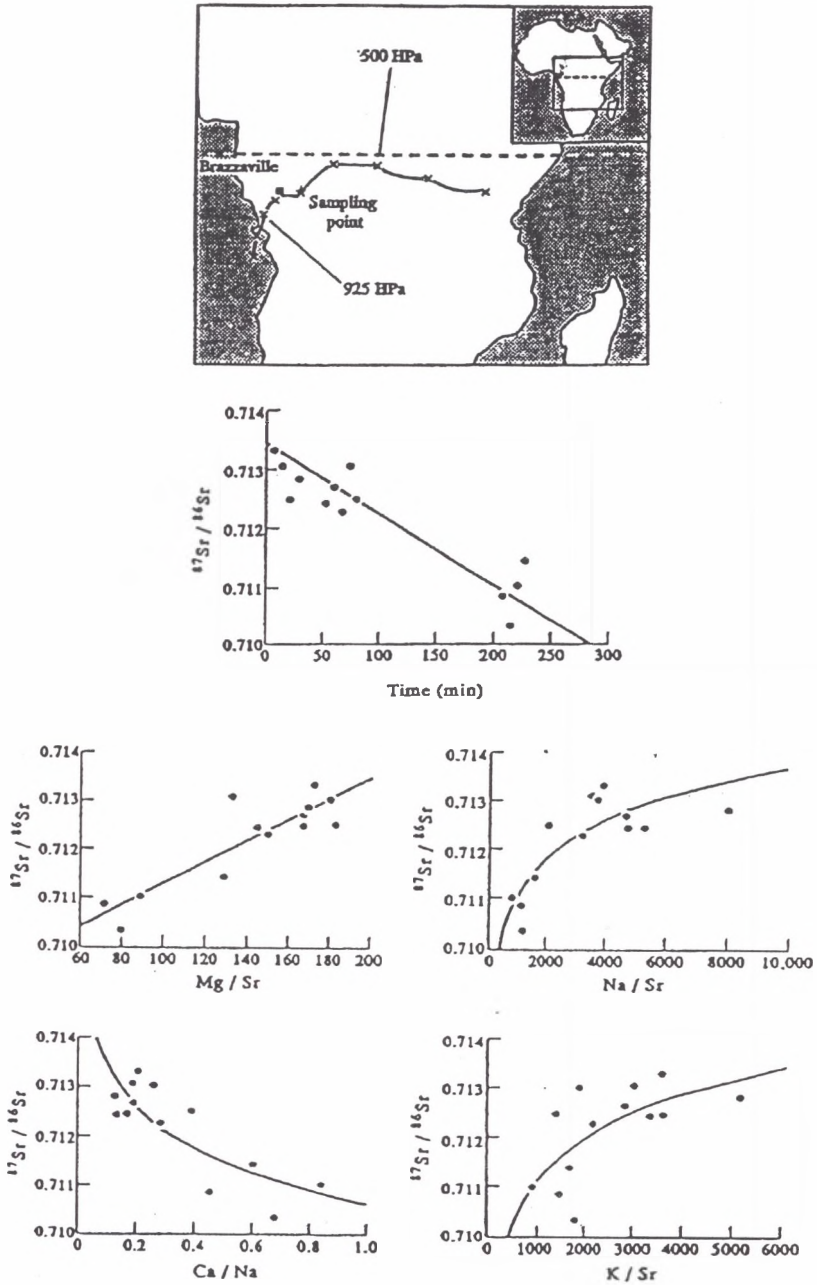 500 HPa
Brazzaville
Sampling
point
925 HPa
0.714
0.713
0.712
0.711
0.710
87Sr / 86Sr
0 50 100 150 200 250 300
Time (min)
0.714
0.713
0.712
0.711
0.710
87Sr / 86Sr
60 80 100 120 140 160 180 200
Mg / Sr
0.714
0.713
0.712
0.711
0.710
87Sr / 86Sr
0 2000 4000 6000 8000 10,000
Na / Sr
0.714
0.713
0.712
0.711
0.710
87Sr / 86Sr
0 0.2 0.4 0.6 0.8 1.0
Ca / Na
0.714
0.713
0.712
0.711
0.710
87Sr / 86Sr
0 1000 2000 3000 4000 5000 6000
K / Sr